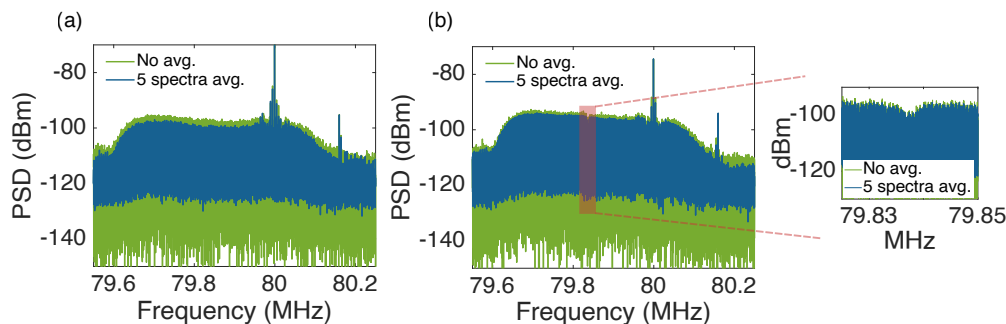 (a)
No avg.
5 spectra avg.
-80
-100
-120
-140
PSD (dBm)
79.6 79.8 80 80.2
Frequency (MHz)
(b)
No avg.
5 spectra avg.
-80
-100
-120
-140
PSD (dBm)
79.6 79.8 80 80.2
Frequency (MHz)
-100
-120
dBm
No avg.
5 spectra avg.
79.83 79.85
MHz